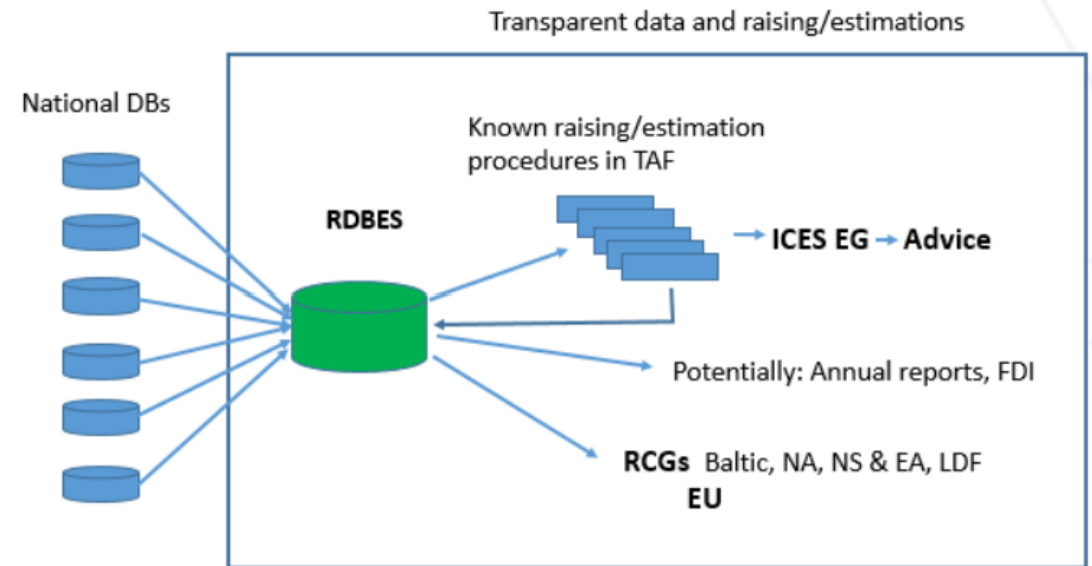 Transparent data and raising/estimations
National DBs
Known raising/estimation
procedures in TAF
RDBES
ICES EG
Advice
Potentially: Annual reports, FDI
RCGs Baltic, NA, NS & EA, LDF
EU